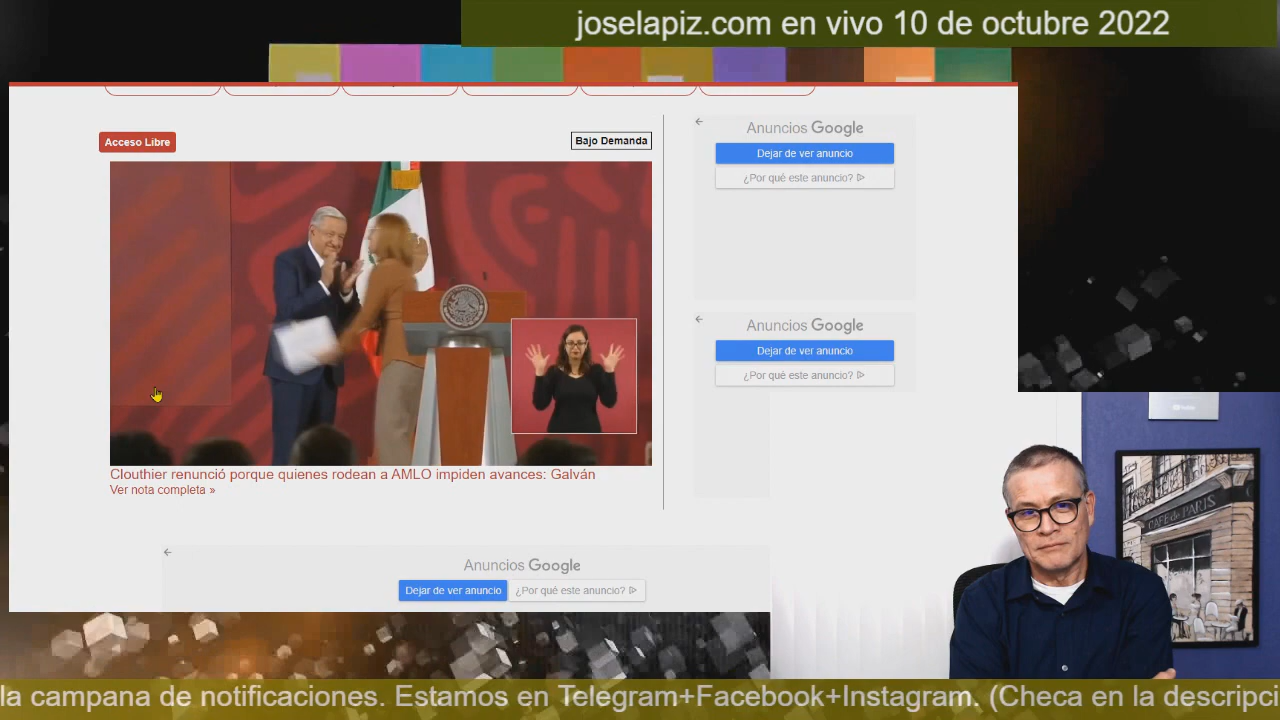 joselapiz.com en vivo 10 de octubre 2022
Acceso Libre
Bajo Demanda
Clouthier renunció porque quienes rodean a AMLO impiden avances: Galván
Ver nota completa »
Anuncios Google
Dejar de ver anuncio
¿Por qué este anuncio?
Anuncios Google
Dejar de ver anuncio
¿Por qué este anuncio?
Anuncios Google
Dejar de ver anuncio ¿Por qué este anuncio?
CAFE de PARIS
la campana de notificaciones. Estamos en Telegram+Facebook+Instagram. (Checa en la descripci